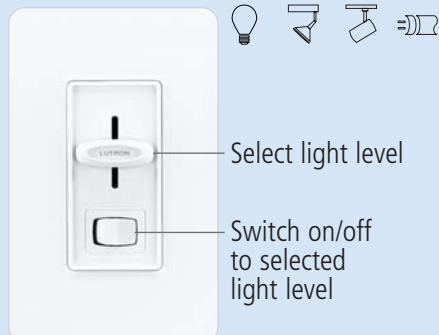 LUTRON
Select light level
Switch on/off
to selected
light level